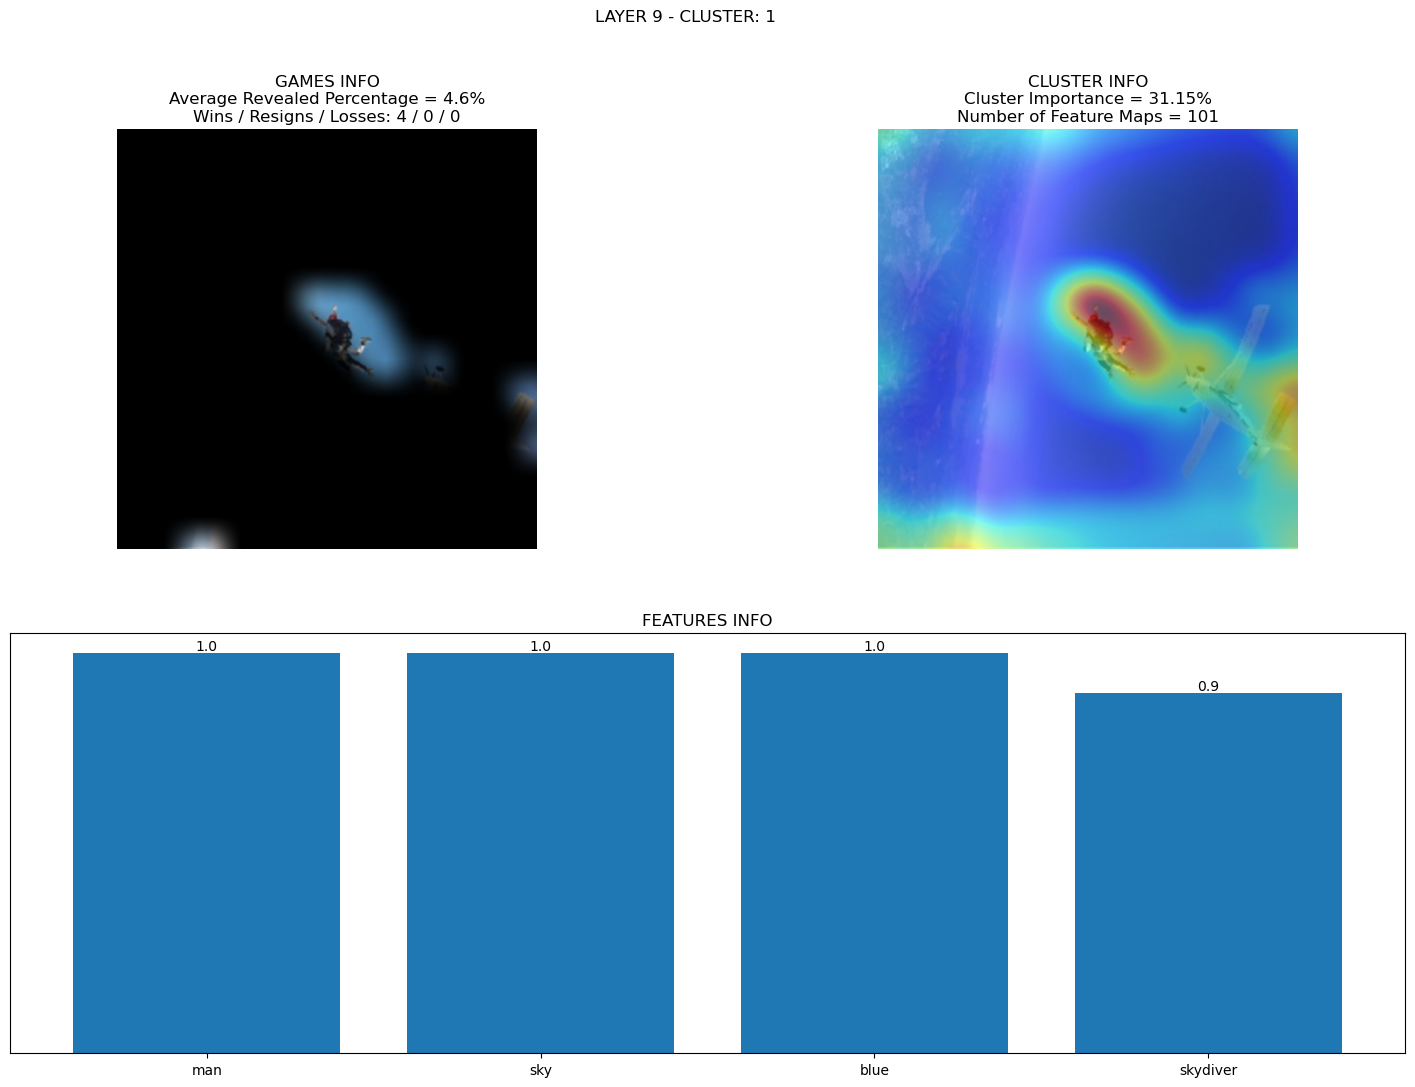 LAYER 9 - CLUSTER: 1
GAMES INFO
Average Revealed Percentage = 4.6%
Wins / Resigns / Losses: 4 / 0 / 0
CLUSTER INFO
Cluster Importance = 31.15%
Number of Feature Maps = 101
FEATURES INFO
1.0
1.0
1.0
0.9
man
sky
blue
skydiver